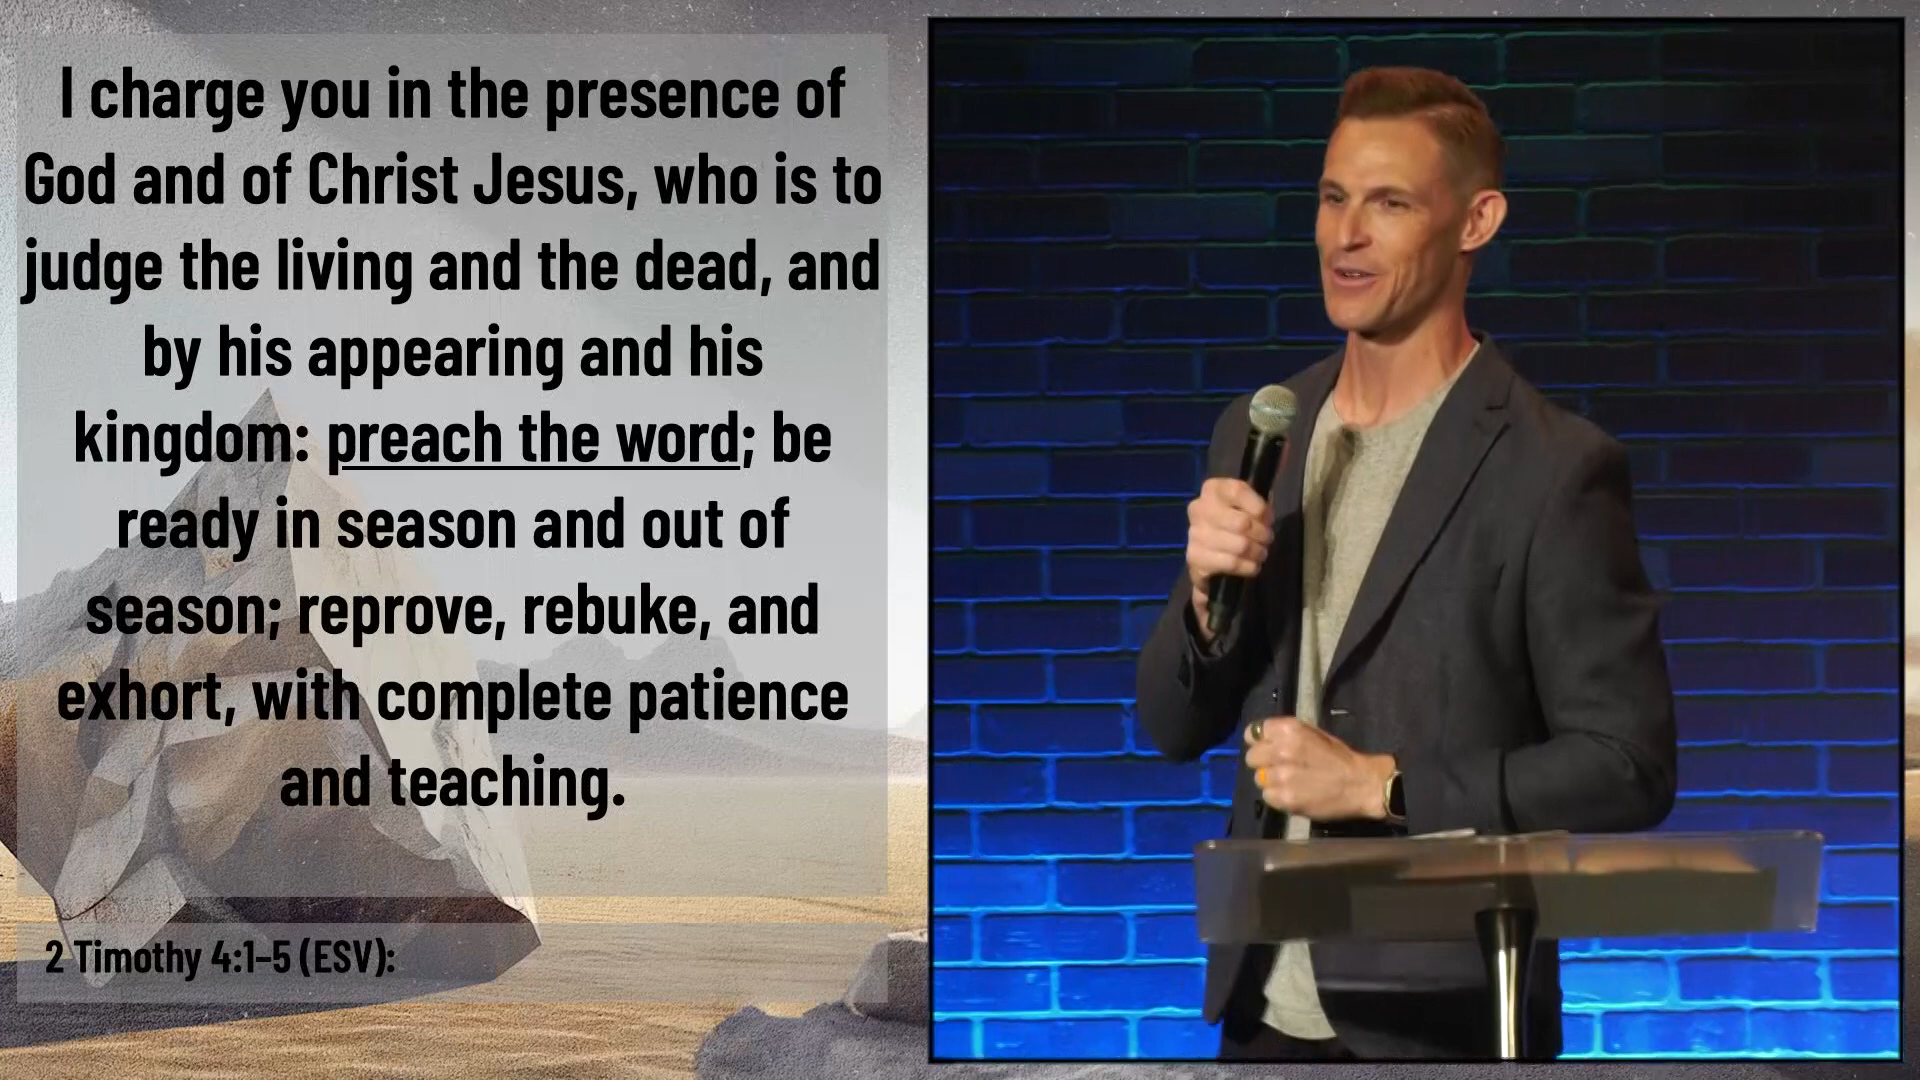 I charge you in the presence of
God and of Christ Jesus, who is to
judge the living and the dead, and
by his appearing and his
kingdom: preach the word; be
ready in season and out of
season; reprove, rebuke, and
exhort, with complete patience
and teaching.
2 Timothy 4:1–5 (ESV):